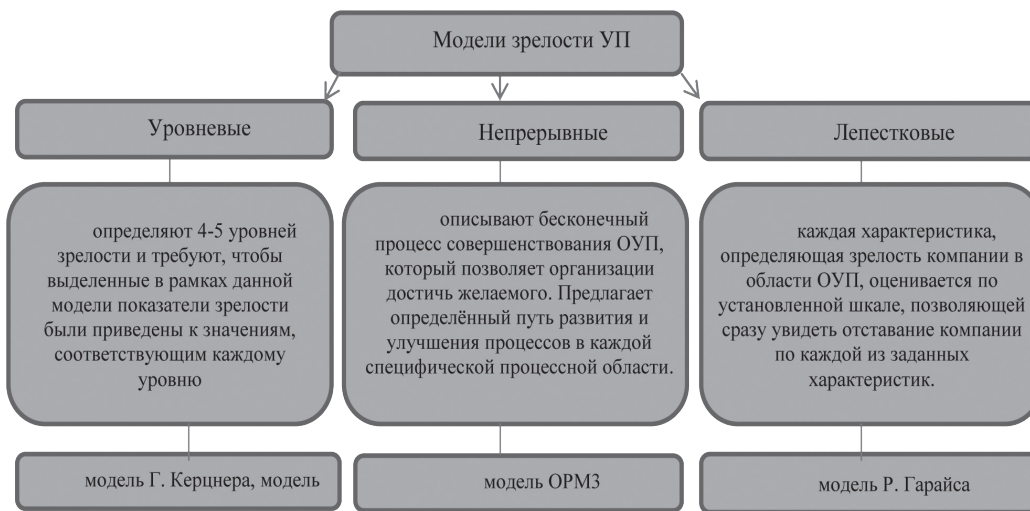 Модели зрелости УП
Уровневые
Непрерывные
Лепестковые
определяют 4-5 уровней
зрелости и требуют, чтобы
выделенные в рамках данной
модели показатели зрелости
были приведены к значениям,
соответствующим каждому
уровню
описывают бесконечный
процесс совершенствования ОУП,
который позволяет организации
достичь желаемого. Предлагает
определённый путь развития и
улучшения процессов в каждой
специфической процессной области.
каждая характеристика,
определяющая зрелость компании в
области ОУП, оценивается по
установленной шкале, позволяющей
сразу увидеть отставание компании
по каждой из заданных
характеристик.
модель Г. Керцнера, модель
модель ОРМ3
модель Р. Гарайса